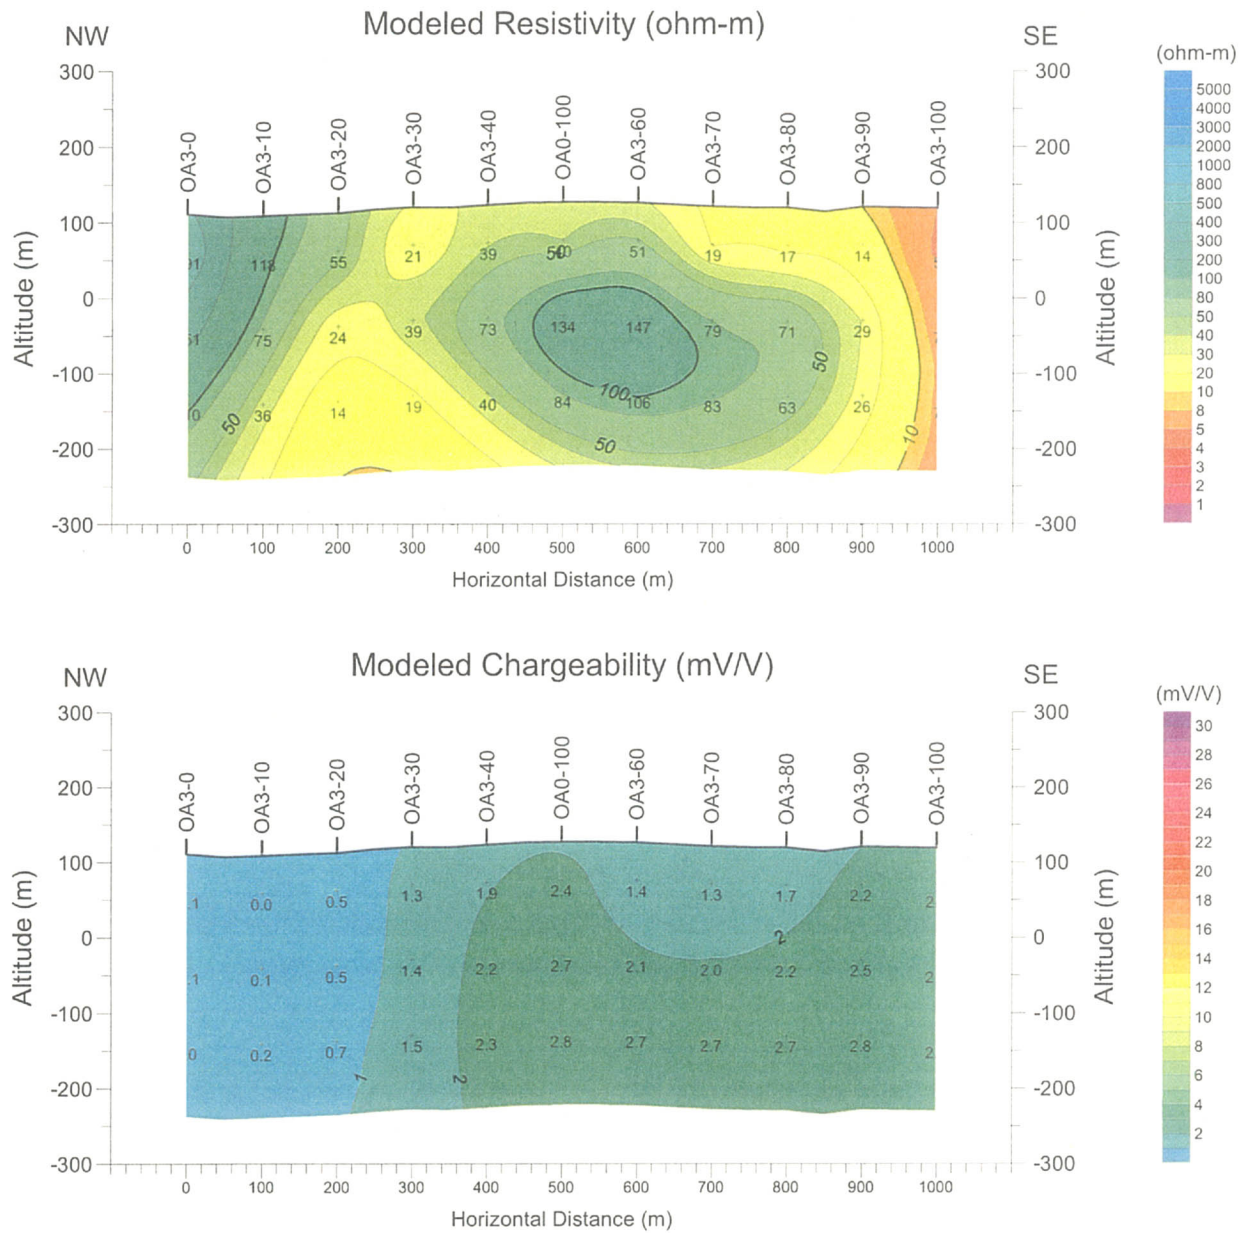 Modeled Resistivity (ohm-m)
NW
SE
(ohm-m)
300
200
100
0
-100
-200
-300
Altitude (m)
OA3-0
OA3-10
OA3-20
OA3-30
OA3-40
OA0-100
OA3-60
OA3-70
OA3-80
OA3-90
OA3-100
91 118 55 21 39 50 51 19 17 14
51 75 24 39 73 134 147 79 71 29
0 36 14 19 40 84 106 83 63 26
50
100
50
50
10
300
200
100
0
-100
-200
-300
Altitude (m)
5000
4000
3000
2000
1000
800
500
400
300
200
100
80
50
40
30
20
10
8
5
4
3
2
1
0 100 200 300 400 500 600 700 800 900 1000
Horizontal Distance (m)
Modeled Chargeability (mV/V)
NW
SE
(mV/V)
300
200
100
0
-100
-200
-300
Altitude (m)
OA3-0
OA3-10
OA3-20
OA3-30
OA3-40
OA0-100
OA3-60
OA3-70
OA3-80
OA3-90
OA3-100
.1 0.0 0.5 1.3 1.9 2.4 1.4 1.3 1.7 2.2 2
2
.1 0.1 0.5 1.4 2.2 2.7 2.1 2.0 2.2 2.5 2
0 0.2 0.7 1.5 2.3 2.8 2.7 2.7 2.7 2.8 2
1 2
300
200
100
0
-100
-200
-300
Altitude (m)
30
28
26
24
22
20
18
16
14
12
10
8
6
4
2
0 100 200 300 400 500 600 700 800 900 1000
Horizontal Distance (m)